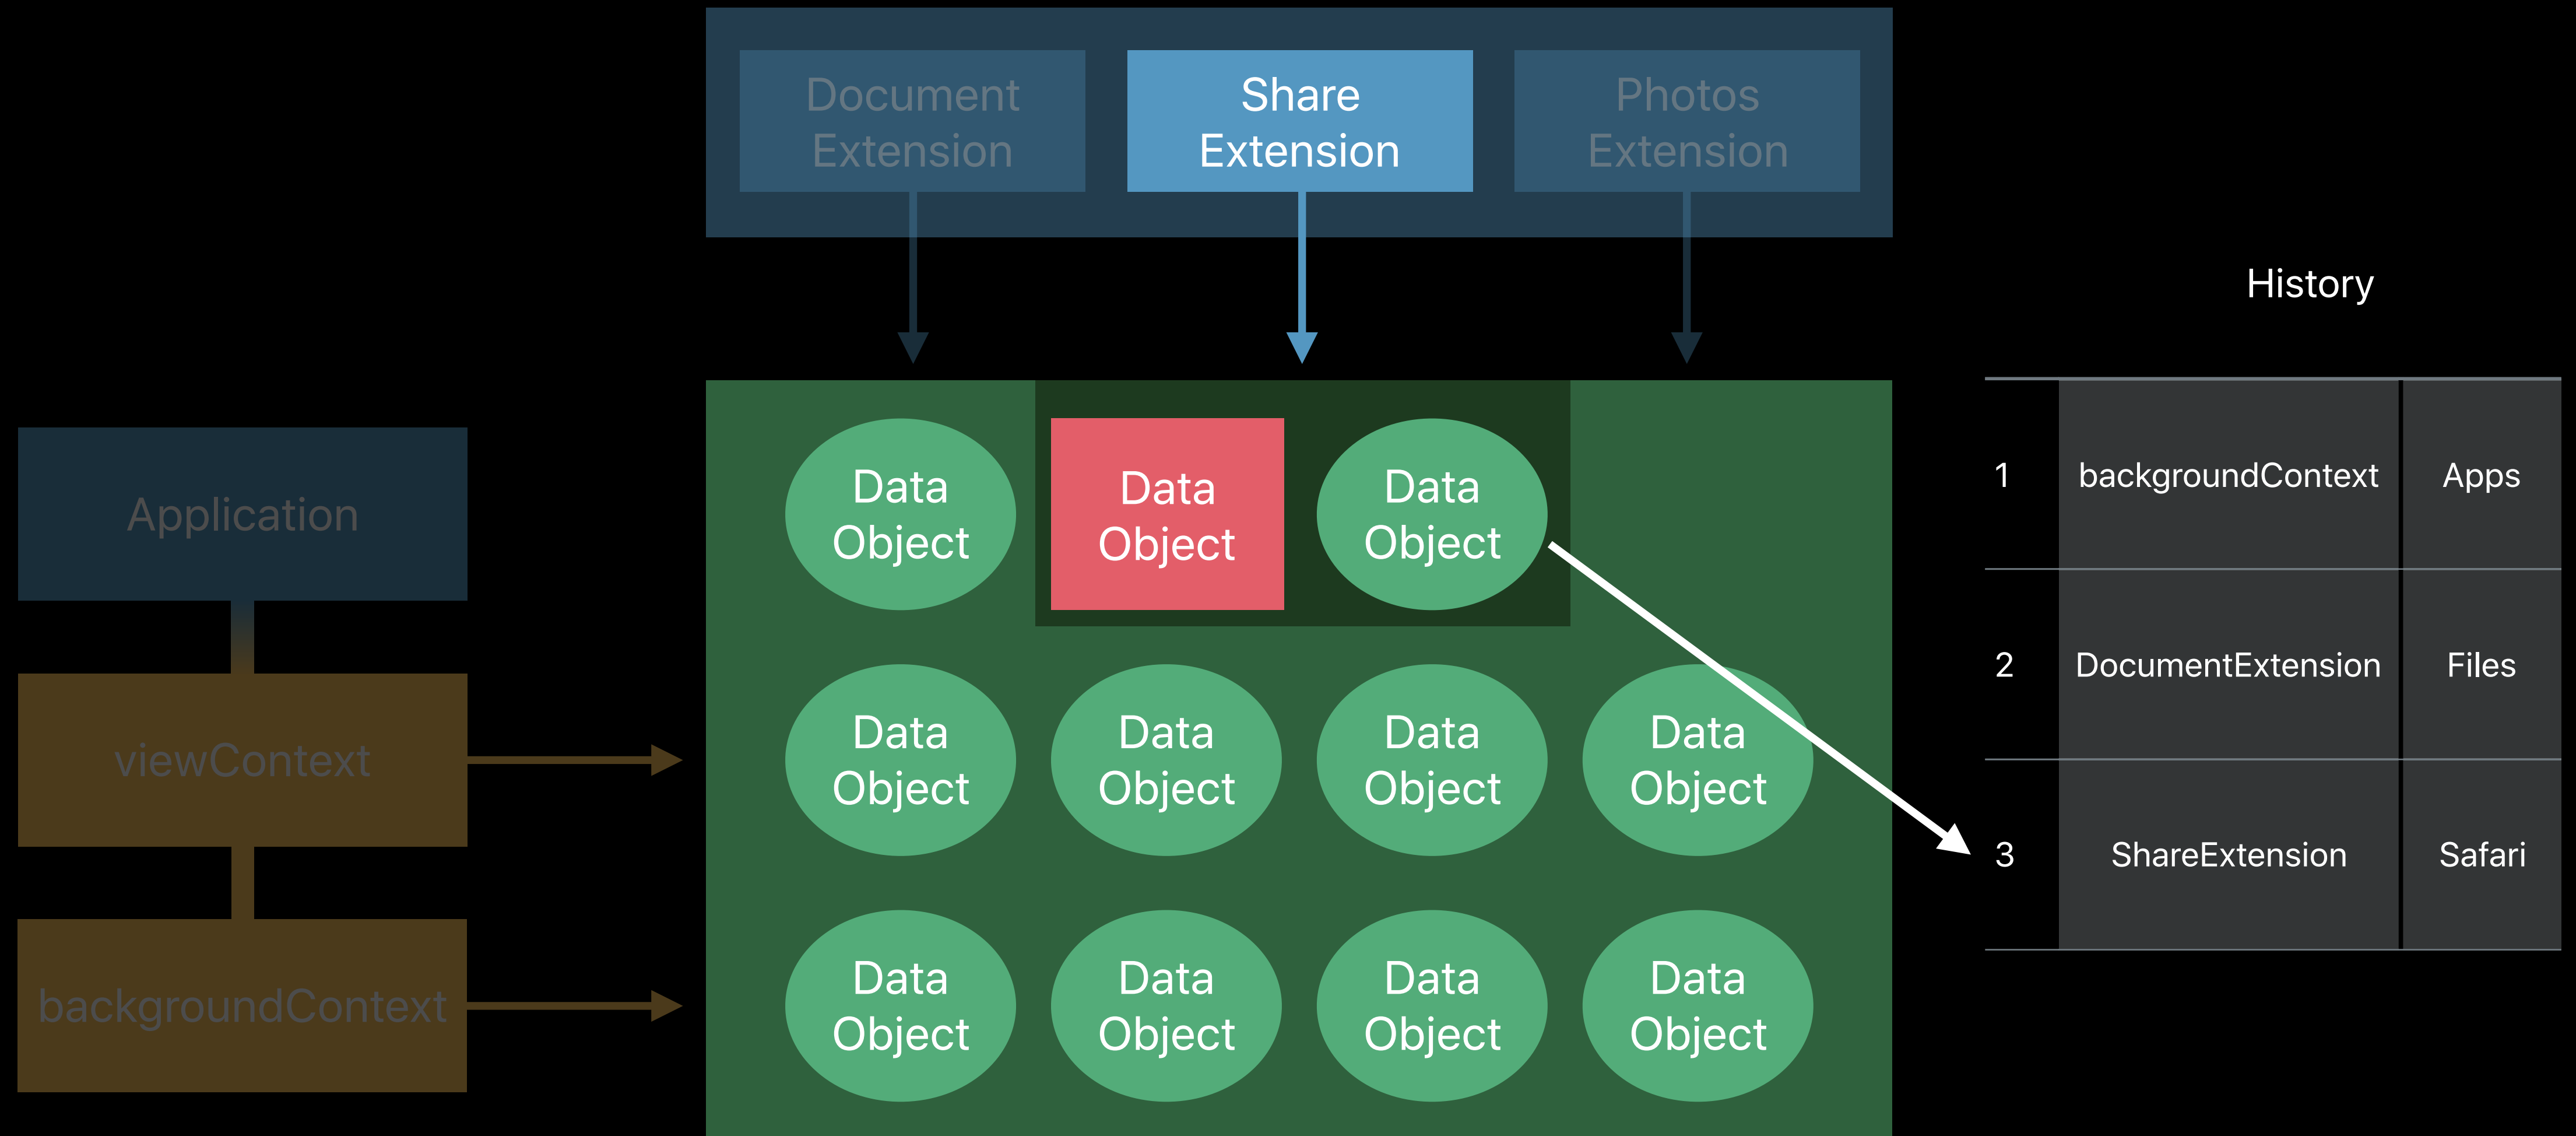 Document
Extension
Share
Extension
Photos
Extension
History
Application
viewContext
backgroundContext
Data
Object
Data
Object
Data
Object
Data
Object
Data
Object
Data
Object
Data
Object
Data
Object
Data
Object
Data
Object
Data
Object
1 backgroundContext Apps
2 DocumentExtension Files
3 ShareExtension Safari